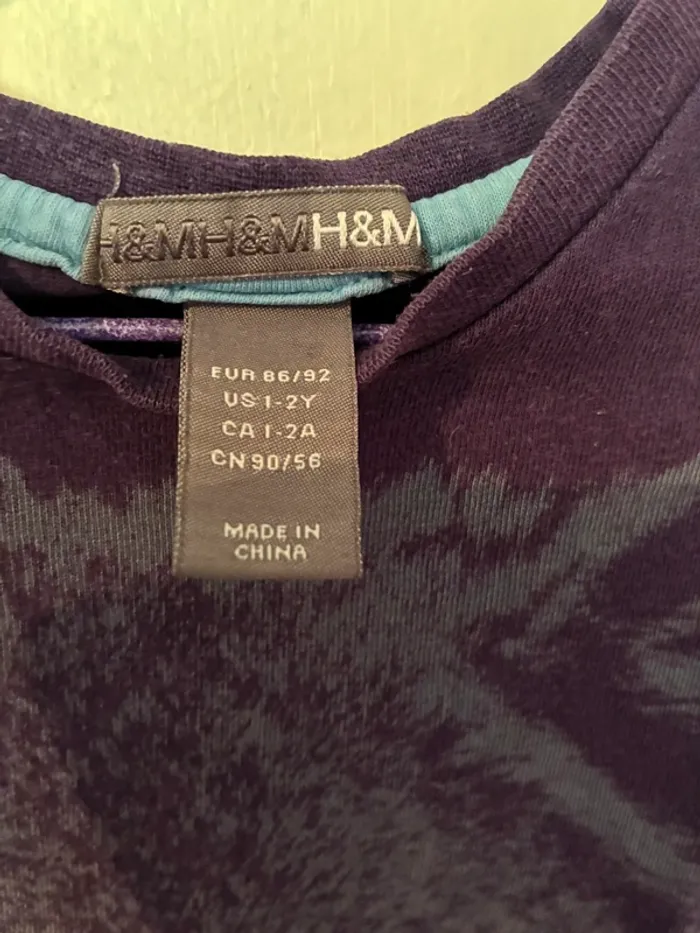 H&MH&MH&M
EUR 86/92
US 1-2Y
CA 1-2A
CN 90/56
MADE IN
CHINA